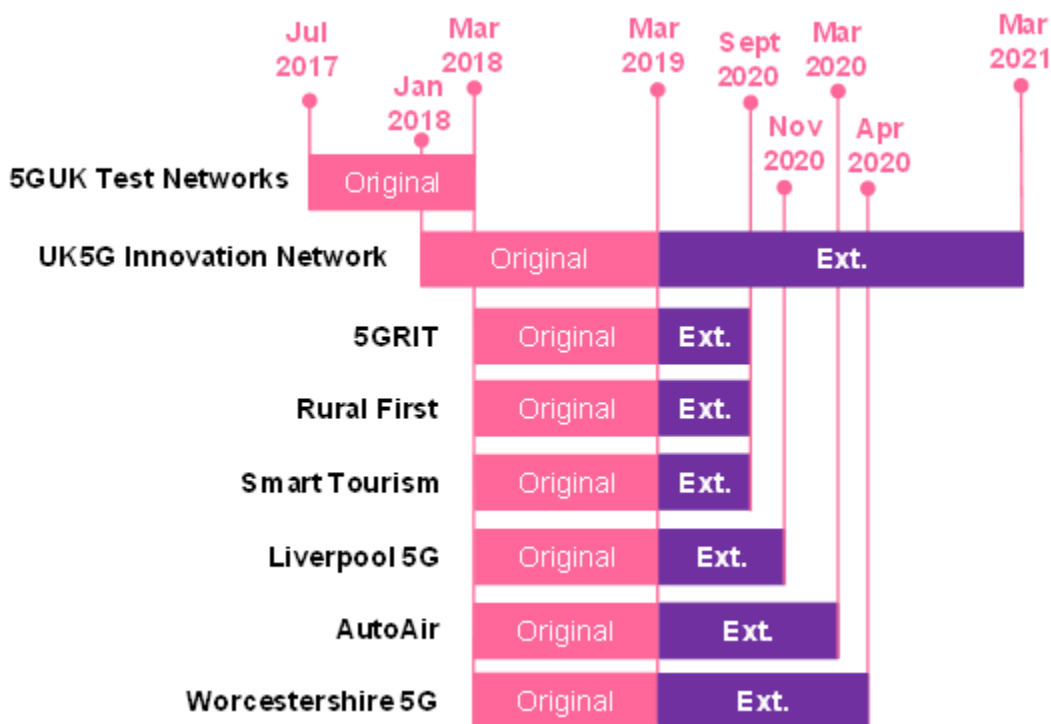 Jul
2017
Mar
2018
Mar
2019
Sept
2020
Mar
2020
Mar
2021
Jan
2018
Nov
2020
Apr
2020
5GUK Test Networks
Original
UK5G Innovation Network
Original
Ext.
5GRIT
Original
Ext.
Rural First
Original
Ext.
Smart Tourism
Original
Ext.
Liverpool 5G
Original
Ext.
AutoAir
Original
Ext.
Worcestershire 5G
Original
Ext.